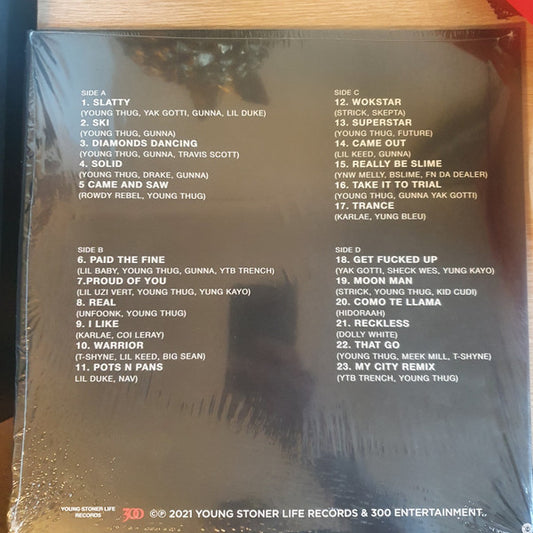 SIDE A
1. SLATTY
(YOUNG THUG, YAK GOTTI, GUNNA, LIL DUKE)
2. SKI
(YOUNG THUG, GUNNA)
3. DIAMONDS DANCING
(YOUNG THUG, GUNNA, TRAVIS SCOTT)
4. SOLID
(YOUNG THUG, DRAKE, GUNNA)
5 CAME AND SAW
(ROWDY REBEL, YOUNG THUG)
SIDE B
6. PAID THE FINE
(LIL BABY, YOUNG THUG, GUNNA, YTB TRENCH)
7.PROUD OF YOU
(LIL UZI VERT, YOUNG THUG, YUNG KAYO)
8. REAL
(UNFOONK, YOUNG THUG)
9. I LIKE
(KARLAE, COI LERAY)
10. WARRIOR
(T-SHYNE, LIL KEED, BIG SEAN)
11. POTS N PANS
LIL DUKE, NAV)
SIDE C
12. WOKSTAR
(STRICK, SKEPTA)
13. SUPERSTAR
(YOUNG THUG, FUTURE)
14. CAME OUT
(LIL KEED, GUNNA)
15. REALLY BE SLIME
(YNW MELLY, BSLIME, FN DA DEALER)
16. TAKE IT TO TRIAL
(YOUNG THUG, GUNNA YAK GOTTI)
17. TRANCE
(KARLAE, YUNG BLEU)
SIDE D
18. GET FUCKED UP
(YAK GOTTI, SHECK WES, YUNG KAYO)
19. MOON MAN
(STRICK, YOUNG THUG, KID CUDI)
20. COMO TE LLAMA
(HIDORAAH)
21. RECKLESS
(DOLLY WHITE)
22. THAT GO
(YOUNG THUG, MEEK MILL, T-SHYNE)
23. MY CITY REMIX
(YTB TRENCH, YOUNG THUG)
YOUNG STONER LIFE
RECORDS
300
©℗ 2021 YOUNG STONER LIFE RECORDS & 300 ENTERTAINMENT..